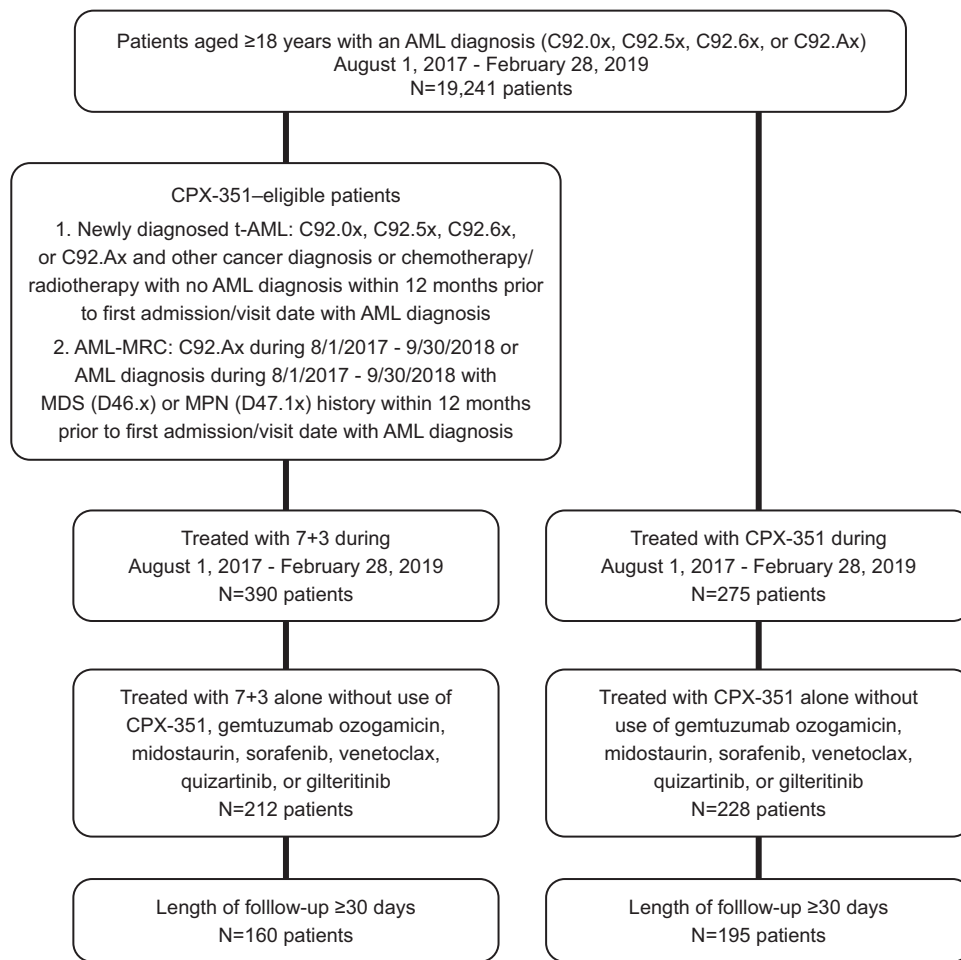 Patients aged ≥18 years with an AML diagnosis (C92.0x, C92.5x, C92.6x, or C92.Ax)
August 1, 2017 - February 28, 2019
N=19,241 patients
CPX-351–eligible patients
1. Newly diagnosed t-AML: C92.0x, C92.5x, C92.6x,
or C92.Ax and other cancer diagnosis or chemotherapy/
radiotherapy with no AML diagnosis within 12 months prior
to first admission/visit date with AML diagnosis
2. AML-MRC: C92.Ax during 8/1/2017 - 9/30/2018 or
AML diagnosis during 8/1/2017 - 9/30/2018 with
MDS (D46.x) or MPN (D47.1x) history within 12 months
prior to first admission/visit date with AML diagnosis
Treated with 7+3 during
August 1, 2017 - February 28, 2019
N=390 patients
Treated with CPX-351 during
August 1, 2017 - February 28, 2019
N=275 patients
Treated with 7+3 alone without use of
CPX-351, gemtuzumab ozogamicin,
midostaurin, sorafenib, venetoclax,
quizartinib, or gilteritinib
N=212 patients
Treated with CPX-351 alone without
use of gemtuzumab ozogamicin,
midostaurin, sorafenib, venetoclax,
quizartinib, or gilteritinib
N=228 patients
Length of folllow-up ≥30 days
N=160 patients
Length of folllow-up ≥30 days
N=195 patients